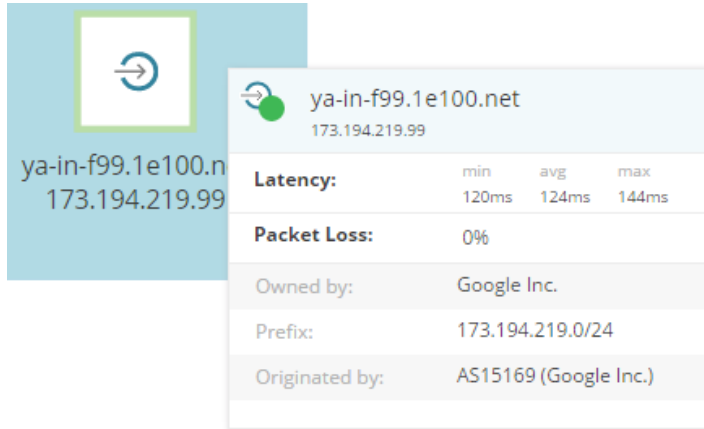 ya-in-f99.1e100.n
173.194.219.99
ya-in-f99.1e100.net
173.194.219.99
Latency: min avg max
120ms 124ms 144ms
Packet Loss: 0%
Owned by: Google Inc.
Prefix: 173.194.219.0/24
Originated by: AS15169 (Google Inc.)